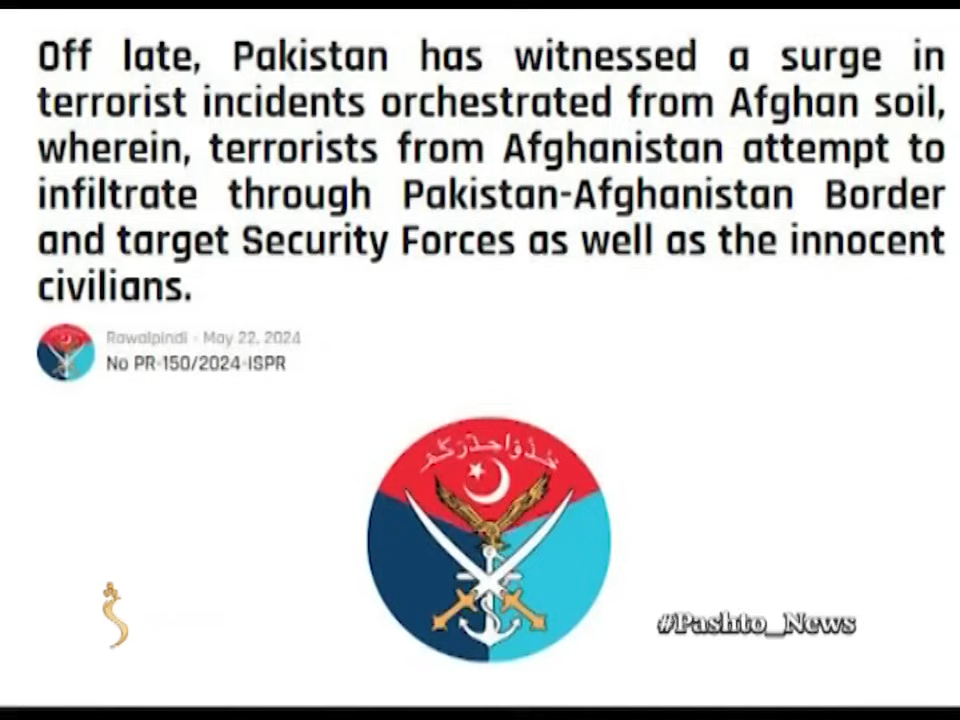 Off late, Pakistan has witnessed a surge in
terrorist incidents orchestrated from Afghan soil,
wherein, terrorists from Afghanistan attempt to
infiltrate through Pakistan-Afghanistan Border
and target Security Forces as well as the innocent
civilians.
Rawalpindi - May 22, 2024
No PR-150/2024-ISPR
خذوا حذركم
#Pashto_News